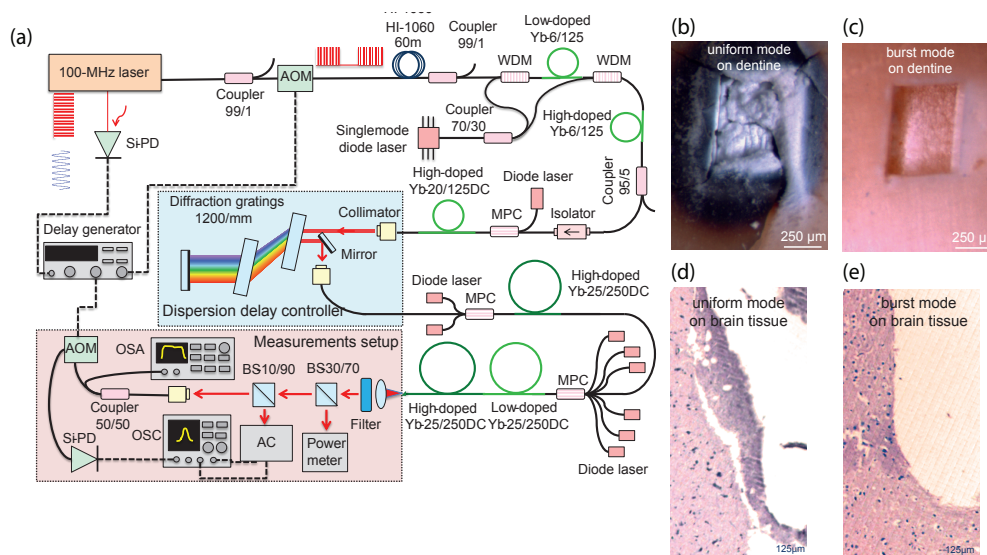 (a)
HI-1060
60m
Coupler
99/1
Low-doped
Yb-6/125
100-MHz laser
AOM
WDM
WDM
Coupler
99/1
Coupler
70/30
High-doped
Yb-6/125
Si-PD
Singlemode
diode laser
Coupler
95/5
High-doped
Yb-20/125DC
Diode laser
MPC
Isolator
Delay generator
Diffraction gratings
1200/mm
Collimator
Mirror
Dispersion delay controller
Diode laser
MPC
High-doped
Yb-25/250DC
Measurements setup
AOM
OSA
BS10/90
BS30/70
MPC
Coupler
50/50
Filter
High-doped
Yb-25/250DC
Low-doped
Yb-25/250DC
Si-PD
OSC
AC
Power
meter
Diode laser
(b)
uniform mode
on dentine
250 µm
(c)
burst mode
on dentine
250 µm
(d)
uniform mode
on brain tissue
125µm
(e)
burst mode
on brain tissue
125µm